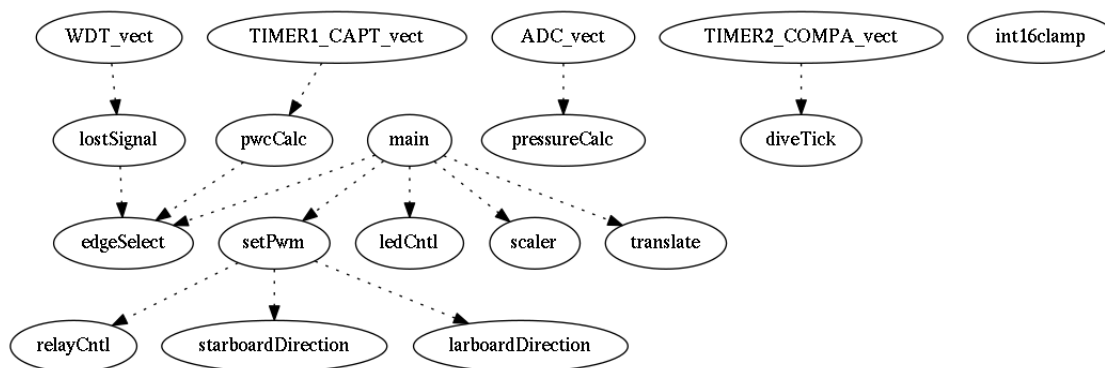 WDT_vect
TIMER1_CAPT_vect
ADC_vect
TIMER2_COMPA_vect
int16clamp
lostSignal
pwcCalc
main
pressureCalc
diveTick
edgeSelect
setPwm
ledCntl
scaler
translate
relayCntl
starboardDirection
larboardDirection